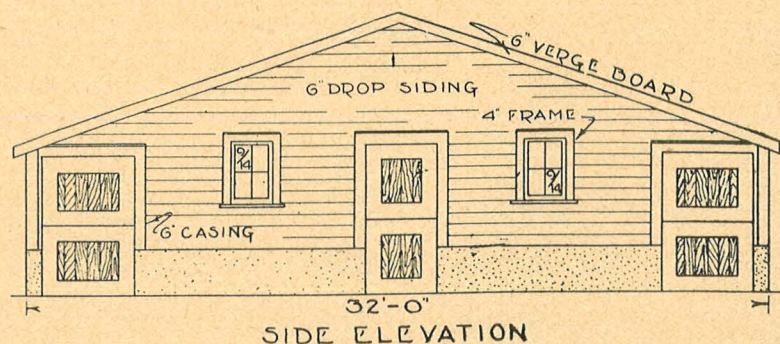 6" VERGE BOARD
6" DROP SIDING
4" FRAME
9/14
9/14
6" CASING
32'-0"
SIDE ELEVATION